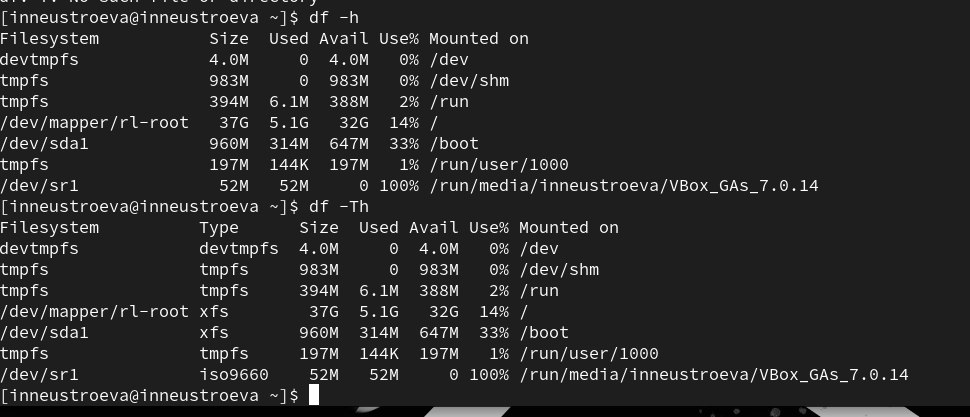 df: T: No such file or directory
[inneustroeva@inneustroeva ~]$ df -h
Filesystem           Size  Used Avail Use% Mounted on
devtmpfs             4.0M     0  4.0M   0% /dev
tmpfs                983M     0  983M   0% /dev/shm
tmpfs                394M  6.1M  388M   2% /run
/dev/mapper/rl-root   37G  5.1G   32G  14% /
/dev/sda1            960M  314M  647M  33% /boot
tmpfs                197M  144K  197M   1% /run/user/1000
/dev/sr1              52M   52M     0 100% /run/media/inneustroeva/VBox_GAs_7.0.14
[inneustroeva@inneustroeva ~]$ df -Th
Filesystem          Type      Size  Used Avail Use% Mounted on
devtmpfs            devtmpfs  4.0M     0  4.0M   0% /dev
tmpfs               tmpfs     983M     0  983M   0% /dev/shm
tmpfs               tmpfs     394M  6.1M  388M   2% /run
/dev/mapper/rl-root xfs        37G  5.1G   32G  14% /
/dev/sda1           xfs       960M  314M  647M  33% /boot
tmpfs               tmpfs     197M  144K  197M   1% /run/user/1000
/dev/sr1            iso9660    52M   52M     0 100% /run/media/inneustroeva/VBox_GAs_7.0.14
[inneustroeva@inneustroeva ~]$